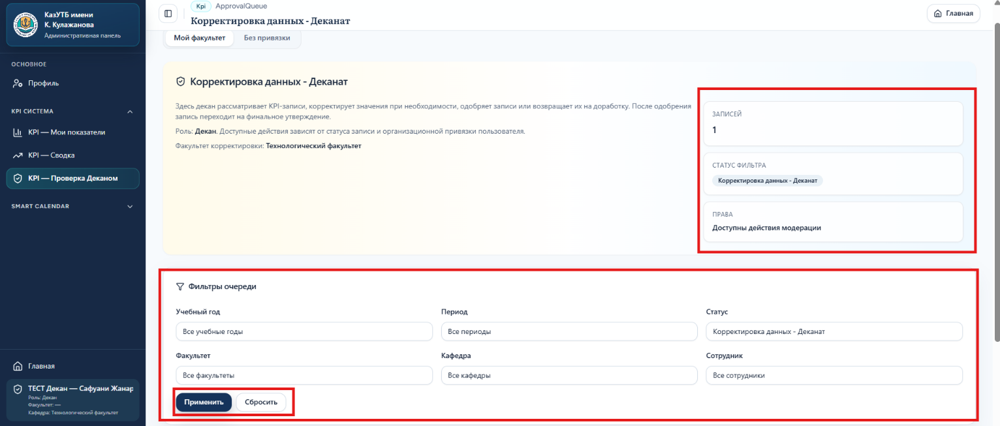 КазУТБ имени
К. Кулажанова
Административная панель
ОСНОВНОЕ
Профиль
KPI СИСТЕМА
KPI — Мои показатели
KPI — Сводка
KPI — Проверка Деканом
SMART CALENDAR
Главная
ТЕСТ Декан — Сафуани Жанар
Роль: Декан
Факультет: —
Кафедра: Технологический факультет
Kpi ApprovalQueue
Корректировка данных - Деканат
Главная
Мой факультет Без привязки
Корректировка данных - Деканат
Здесь декан рассматривает KPI-записи, корректирует значения при необходимости, одобряет записи или возвращает их на доработку. После одобрения
запись переходит на финальное утверждение.
Роль: Декан. Доступные действия зависят от статуса записи и организационной привязки пользователя.
Факультет корректировки: Технологический факультет
ЗАПИСЕЙ
1
СТАТУС ФИЛЬТРА
Корректировка данных - Деканат
ПРАВА
Доступны действия модерации
Фильтры очереди
Учебный год Период Статус
Все учебные годы Все периоды Корректировка данных - Деканат
Факультет Кафедра Сотрудник
Все факультеты Все кафедры Все сотрудники
Применить Сбросить